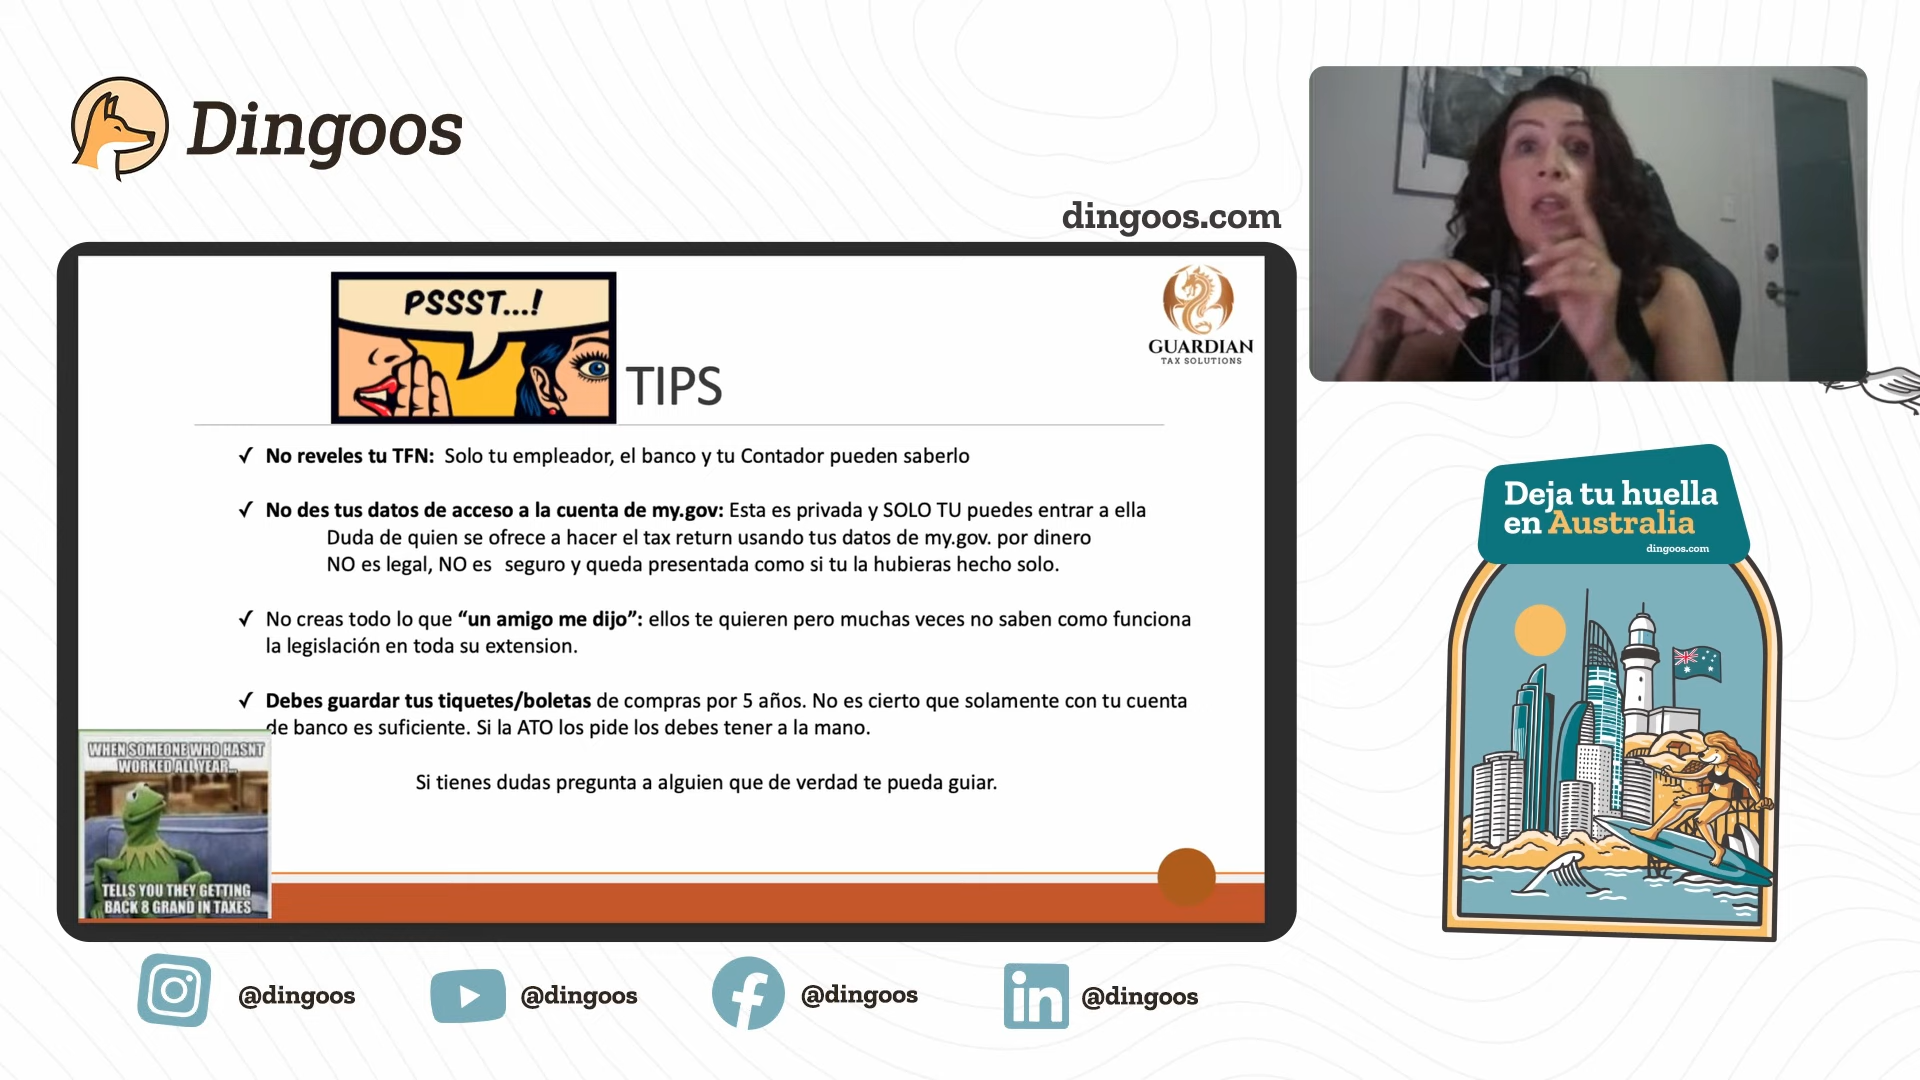 Dingoos
dingoos.com
PSSST...!
TIPS
GUARDIAN
TAX SOLUTIONS
✓ No reveles tu TFN: Solo tu empleador, el banco y tu Contador pueden saberlo
✓ No des tus datos de acceso a la cuenta de my.gov: Esta es privada y SOLO TU puedes entrar a ella
Duda de quien se ofrece a hacer el tax return usando tus datos de my.gov. por dinero
NO es legal, NO es seguro y queda presentada como si tu la hubieras hecho solo.
✓ No creas todo lo que “un amigo me dijo”: ellos te quieren pero muchas veces no saben como funciona
la legislación en toda su extension.
✓ Debes guardar tus tiquetes/boletas de compras por 5 años. No es cierto que solamente con tu cuenta
de banco es suficiente. Si la ATO los pide los debes tener a la mano.
Si tienes dudas pregunta a alguien que de verdad te pueda guiar.
WHEN SOMEONE WHO HASNT
WORKED ALL YEAR...
TELLS YOU THEY GETTING
BACK 8 GRAND IN TAXES
Deja tu huella
en Australia
dingoos.com
@dingoos
@dingoos
@dingoos
in
@dingoos